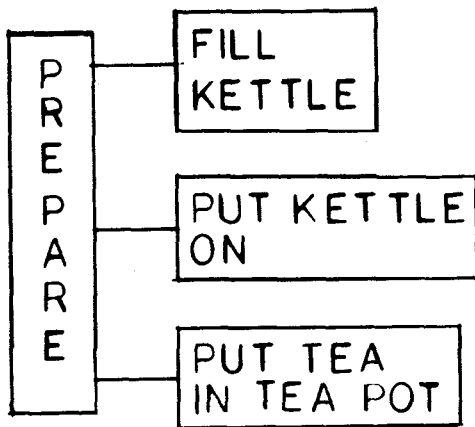 PREPARE
FILL
KETTLE
PUT KETTLE
ON
PUT TEA
IN TEA POT